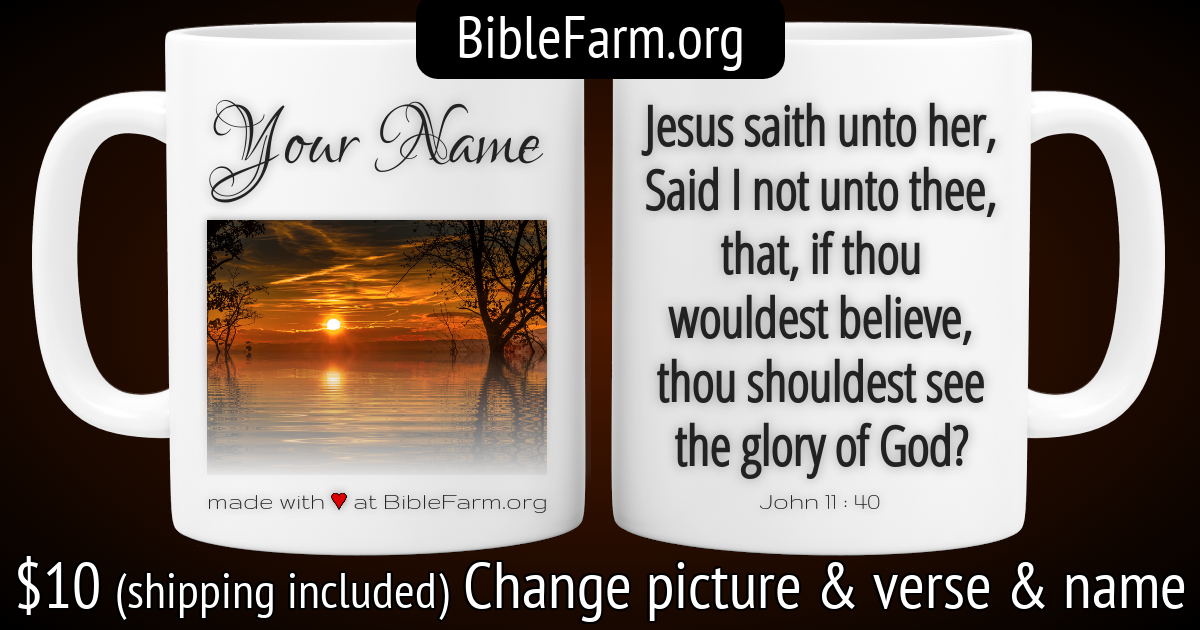 BibleFarm.org
Your Name
made with ♥ at BibleFarm.org
Jesus saith unto her,
Said I not unto thee,
that, if thou
wouldest believe,
thou shouldest see
the glory of God?
John 11 : 40
$10 (shipping included) Change picture & verse & name